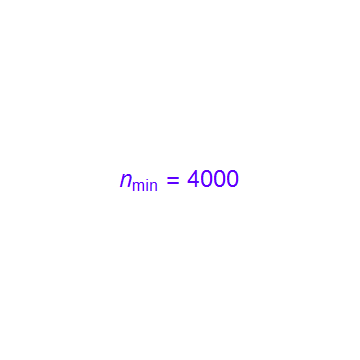 n_min = 4000